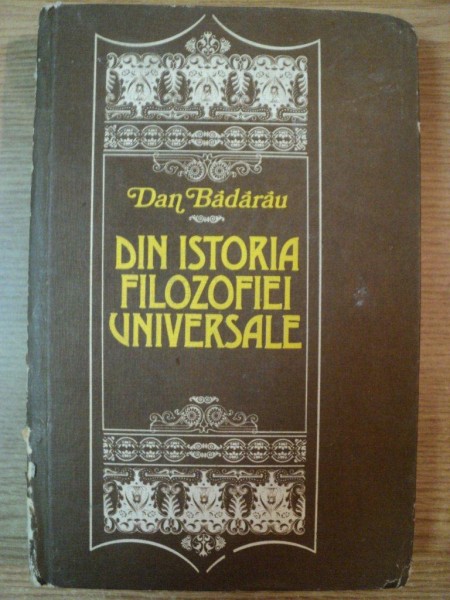 Dan Bădărău
DIN ISTORIA
FILOZOFIEI
UNIVERSALE